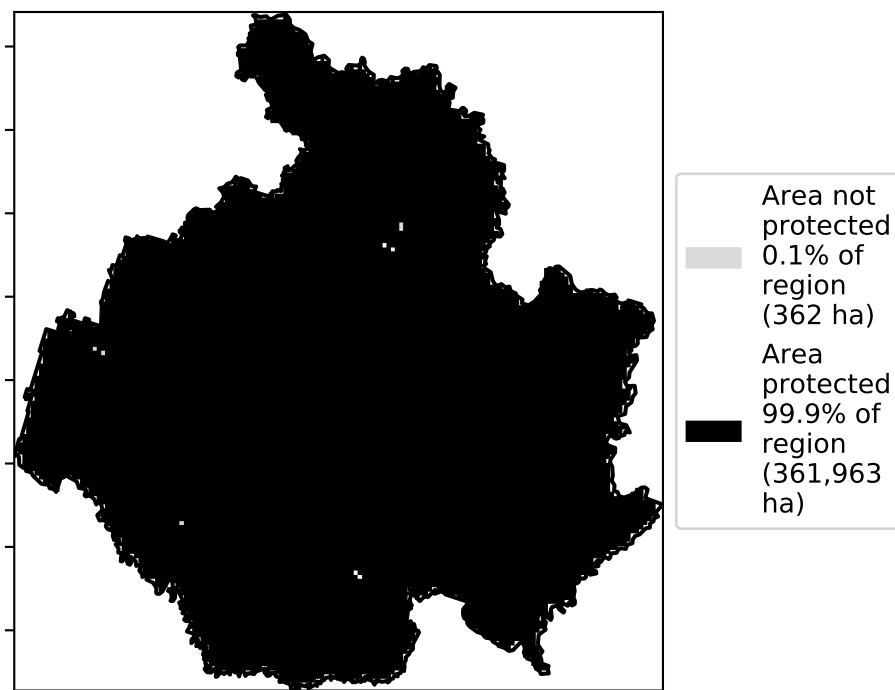 Area not
protected
0.1% of
region
(362 ha)
Area
protected
99.9% of
region
(361,963
ha)